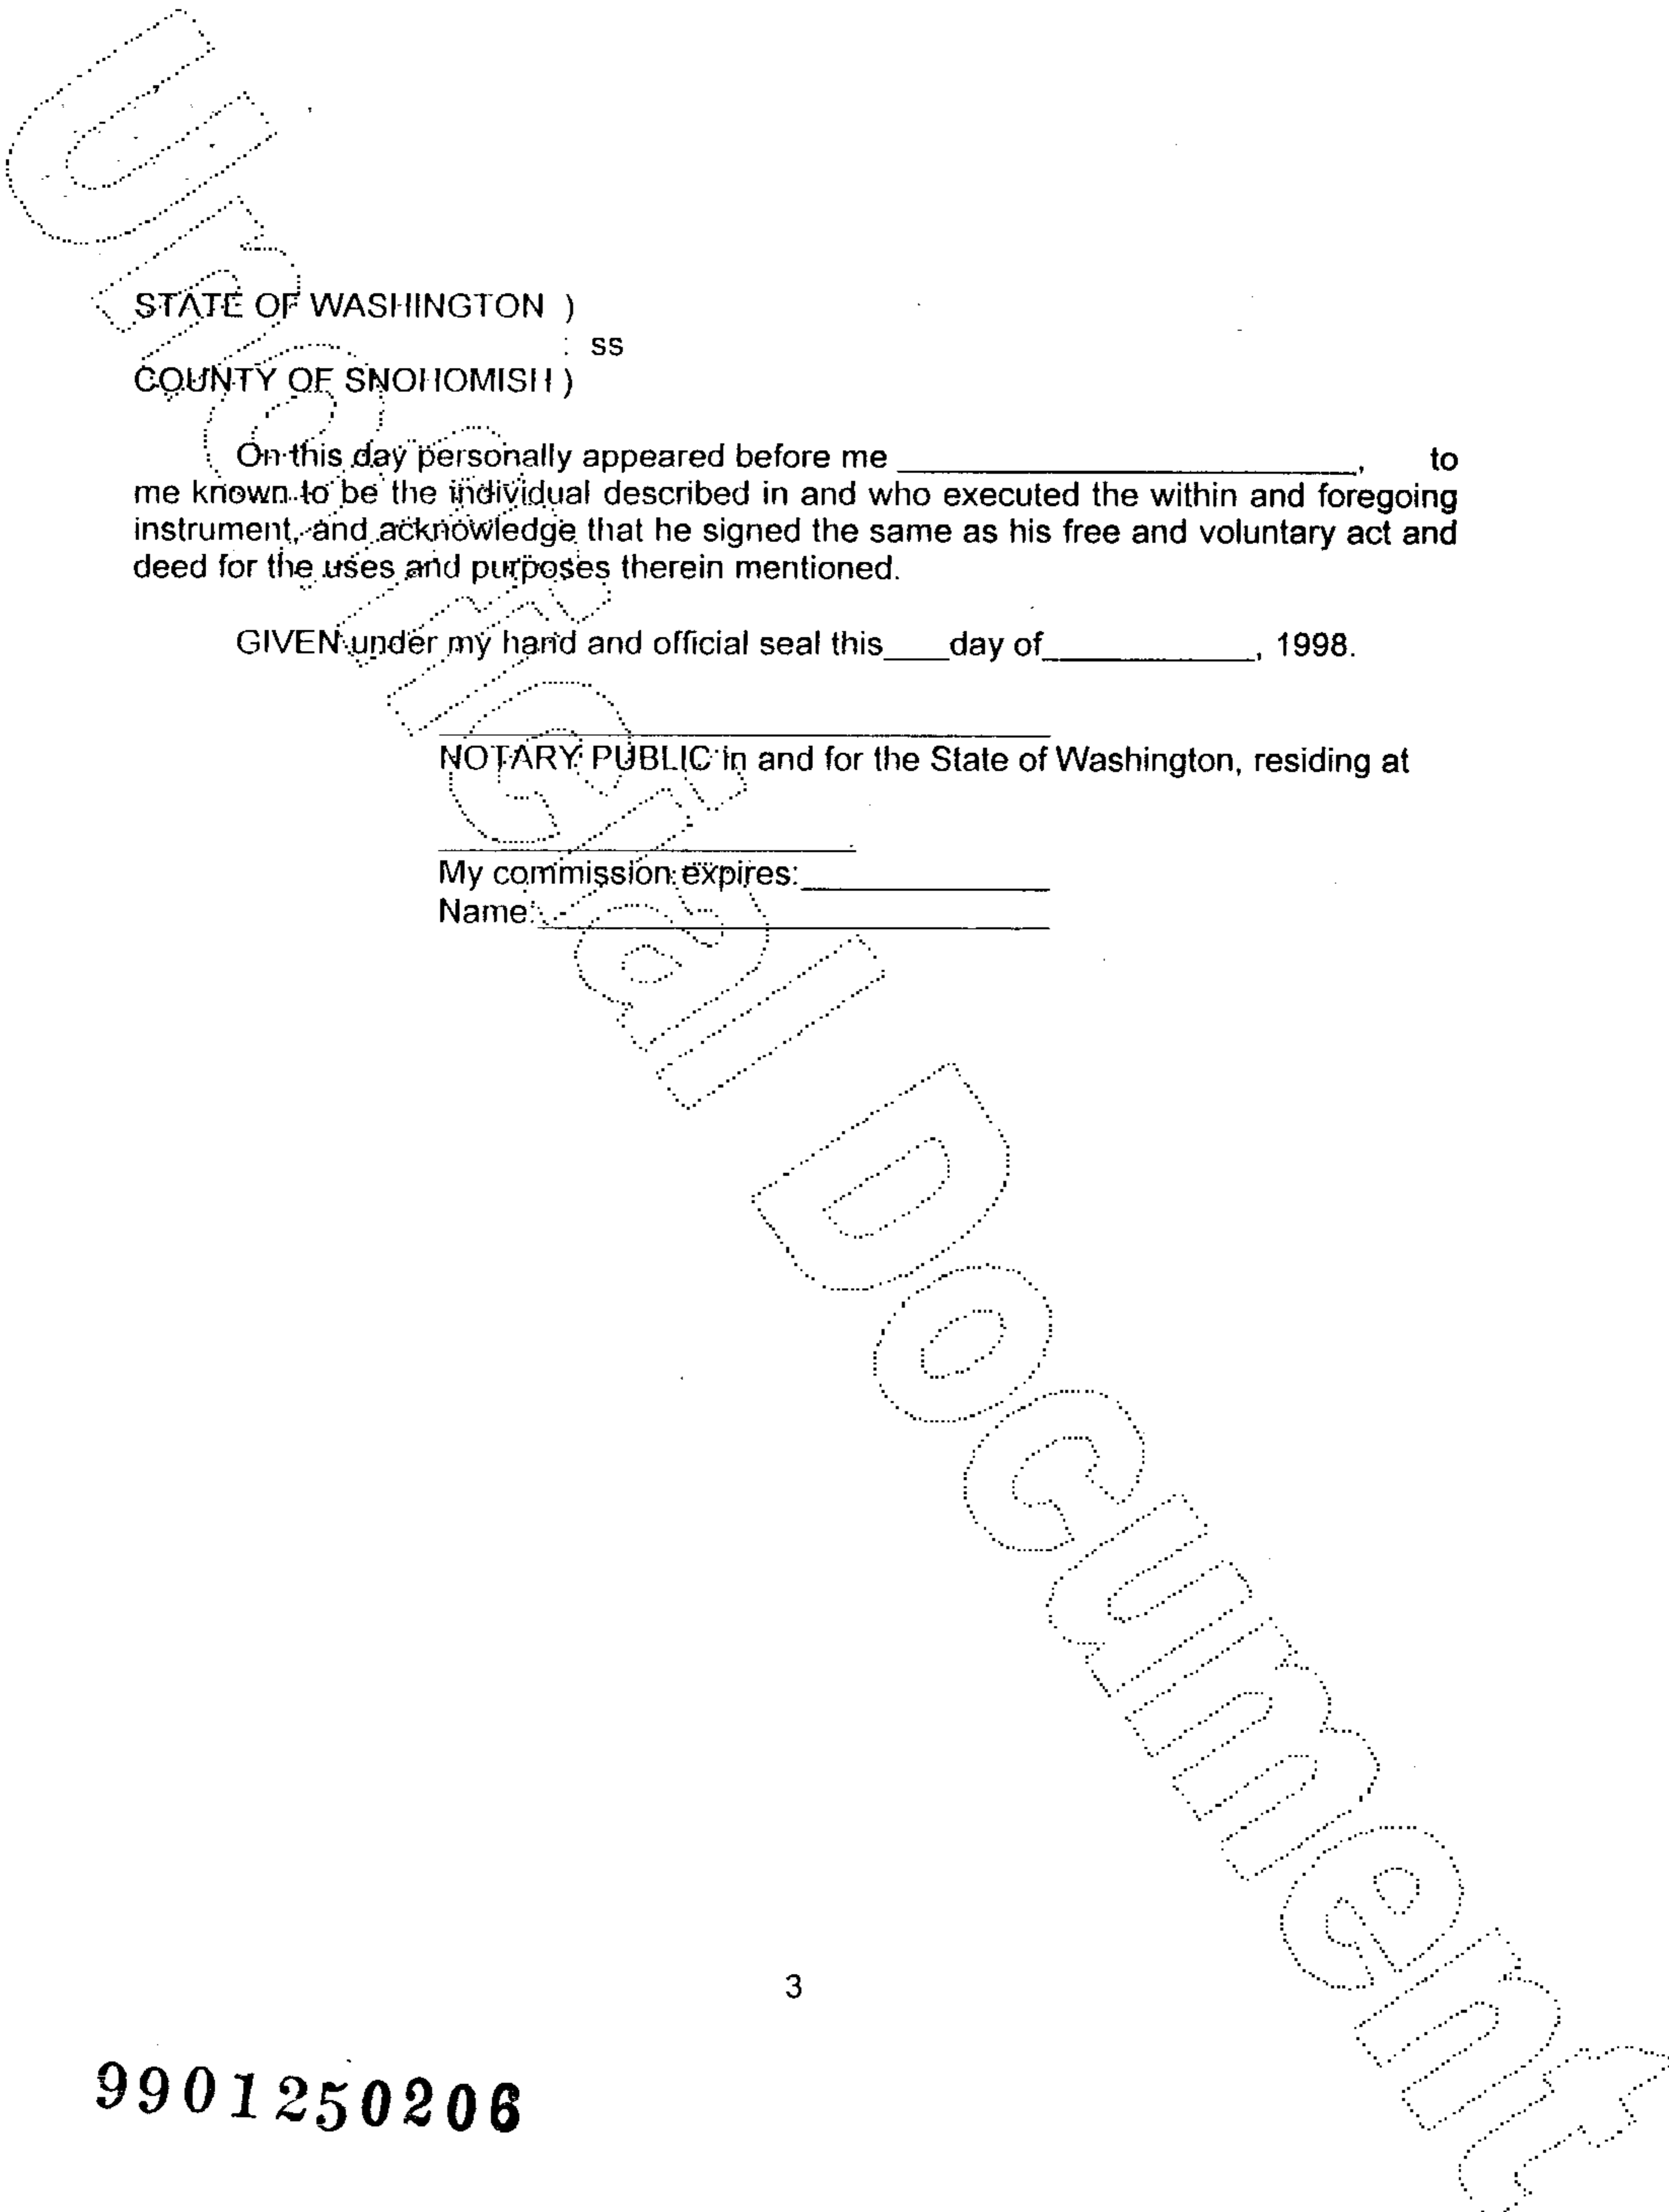 STATE OF WASHINGTON )
: ss
COUNTY OF SNOHOMISH )
On this day personally appeared before me ____________________, to
me known to be the individual described in and who executed the within and foregoing
instrument, and acknowledge that he signed the same as his free and voluntary act and
deed for the uses and purposes therein mentioned.
GIVEN under my hand and official seal this____day of____________, 1998.
NOTARY PUBLIC in and for the State of Washington, residing at
My commission expires:______________
Name:______________
3
9901250206
Unofficial Document